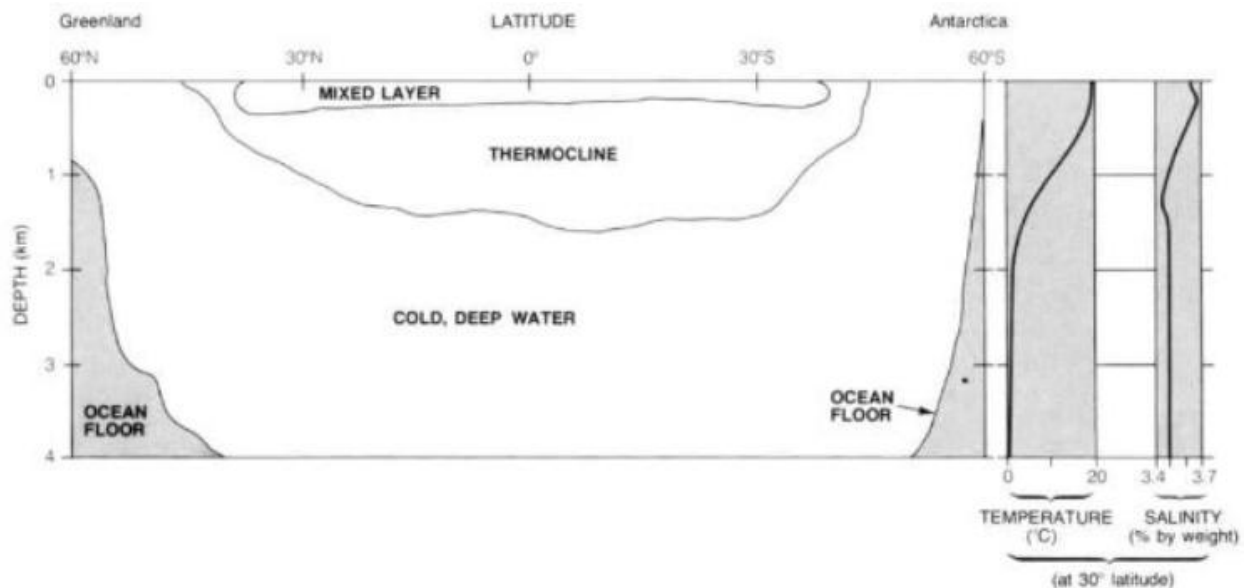 Greenland LATITUDE Antarctica
60°N 30°N 0° 30°S 60°S
0
MIXED LAYER
THERMOCLINE
1
DEPTH (km)
2
COLD, DEEP WATER
3
OCEAN
FLOOR
OCEAN
FLOOR
4
0 20 3.4 3.7
TEMPERATURE SALINITY
(°C) (% by weight)
(at 30° latitude)